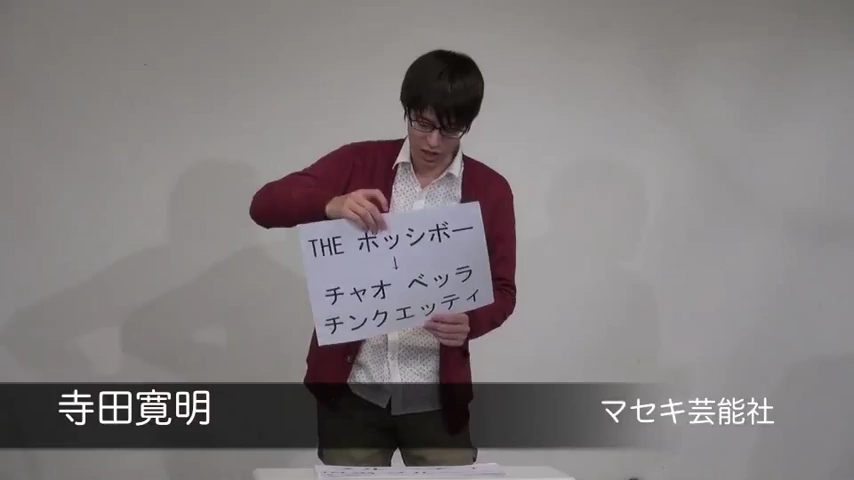 THE ポッシボー
↓
チャオ ベッラ
チンクエッティ
寺田寛明
マセキ芸能社